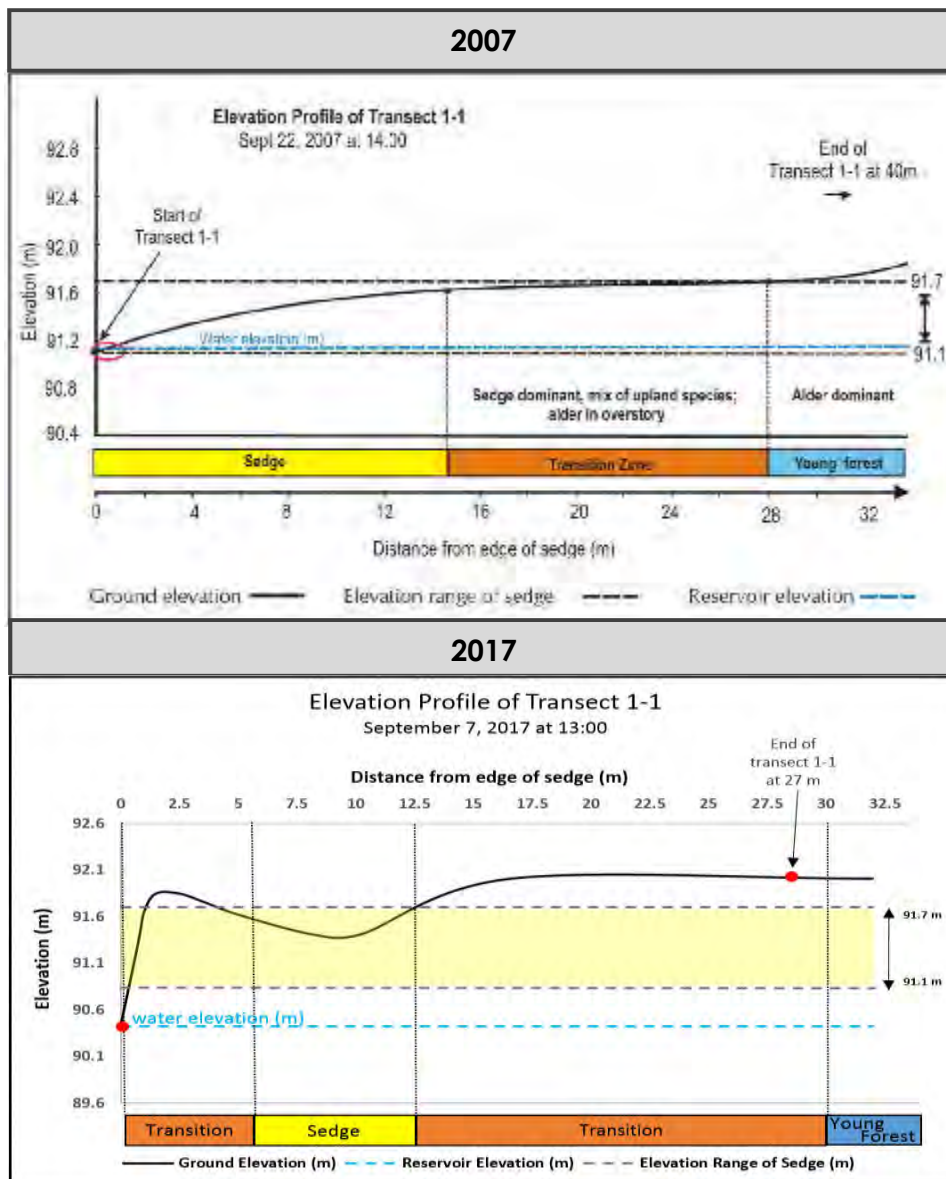 2007
Elevation Profile of Transect 1-1
Sept 22, 2007 at 14:00
End of
Transect 1-1 at 40m
Start of
Transect 1-1
Elevation (m)
92.8
92.4
92.0
91.6
91.2
90.8
90.4
91.7
91.1
Water elevation (m)
Sedge dominant, mix of upland species;
alder in overstory
Alder dominant
Sedge
Transition Zone
Young forest
0 4 8 12 16 20 24 28 32
Distance from edge of sedge (m)
Ground elevation
Elevation range of sedge
Reservoir elevation
2017
Elevation Profile of Transect 1-1
September 7, 2017 at 13:00
End of
transect 1-1
at 27 m
Distance from edge of sedge (m)
0 2.5 5 7.5 10 12.5 15 17.5 20 22.5 25 27.5 30 32.5
Elevation (m)
92.6
92.1
91.6
91.1
90.6
90.1
89.6
91.7 m
91.1 m
water elevation (m)
Transition
Sedge
Transition
Young
Forest
Ground Elevation (m)
Reservoir Elevation (m)
Elevation Range of Sedge (m)